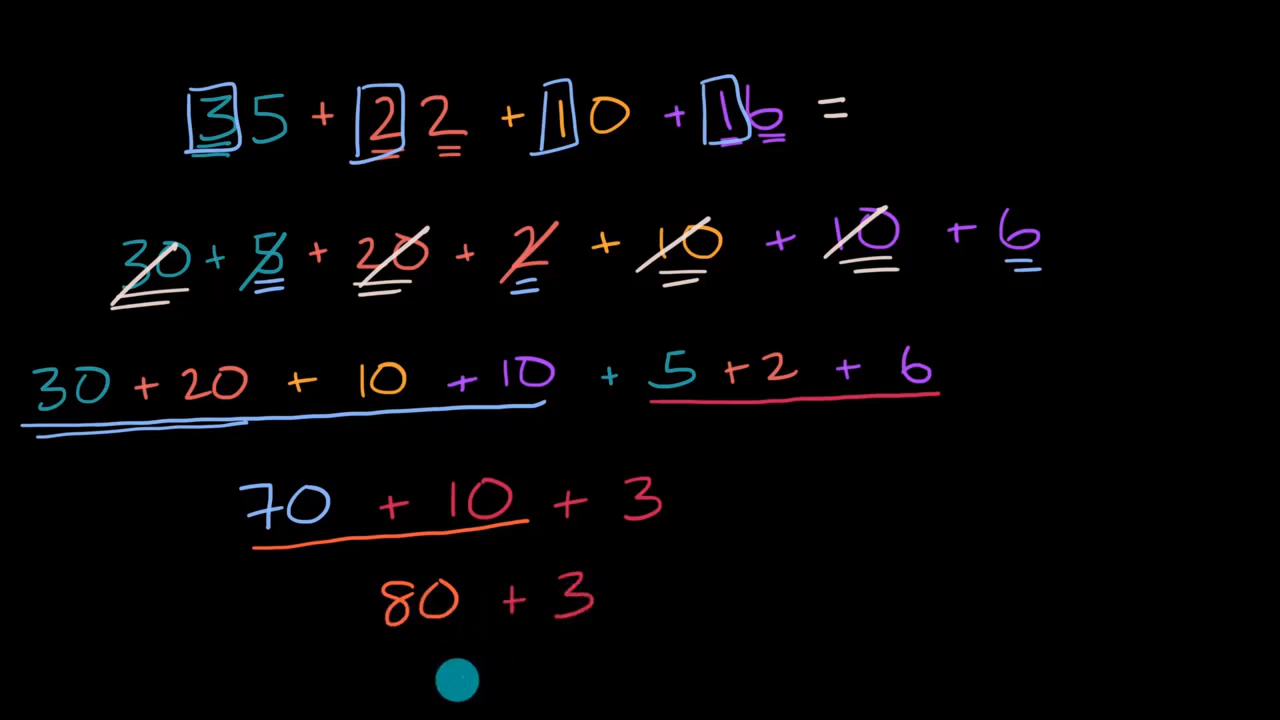 35 + 22 + 10 + 16 =
30 + 5 + 20 + 2 + 10 + 10 + 6
30 + 20 + 10 + 10 + 5 + 2 + 6
70 + 10 + 3
80 + 3